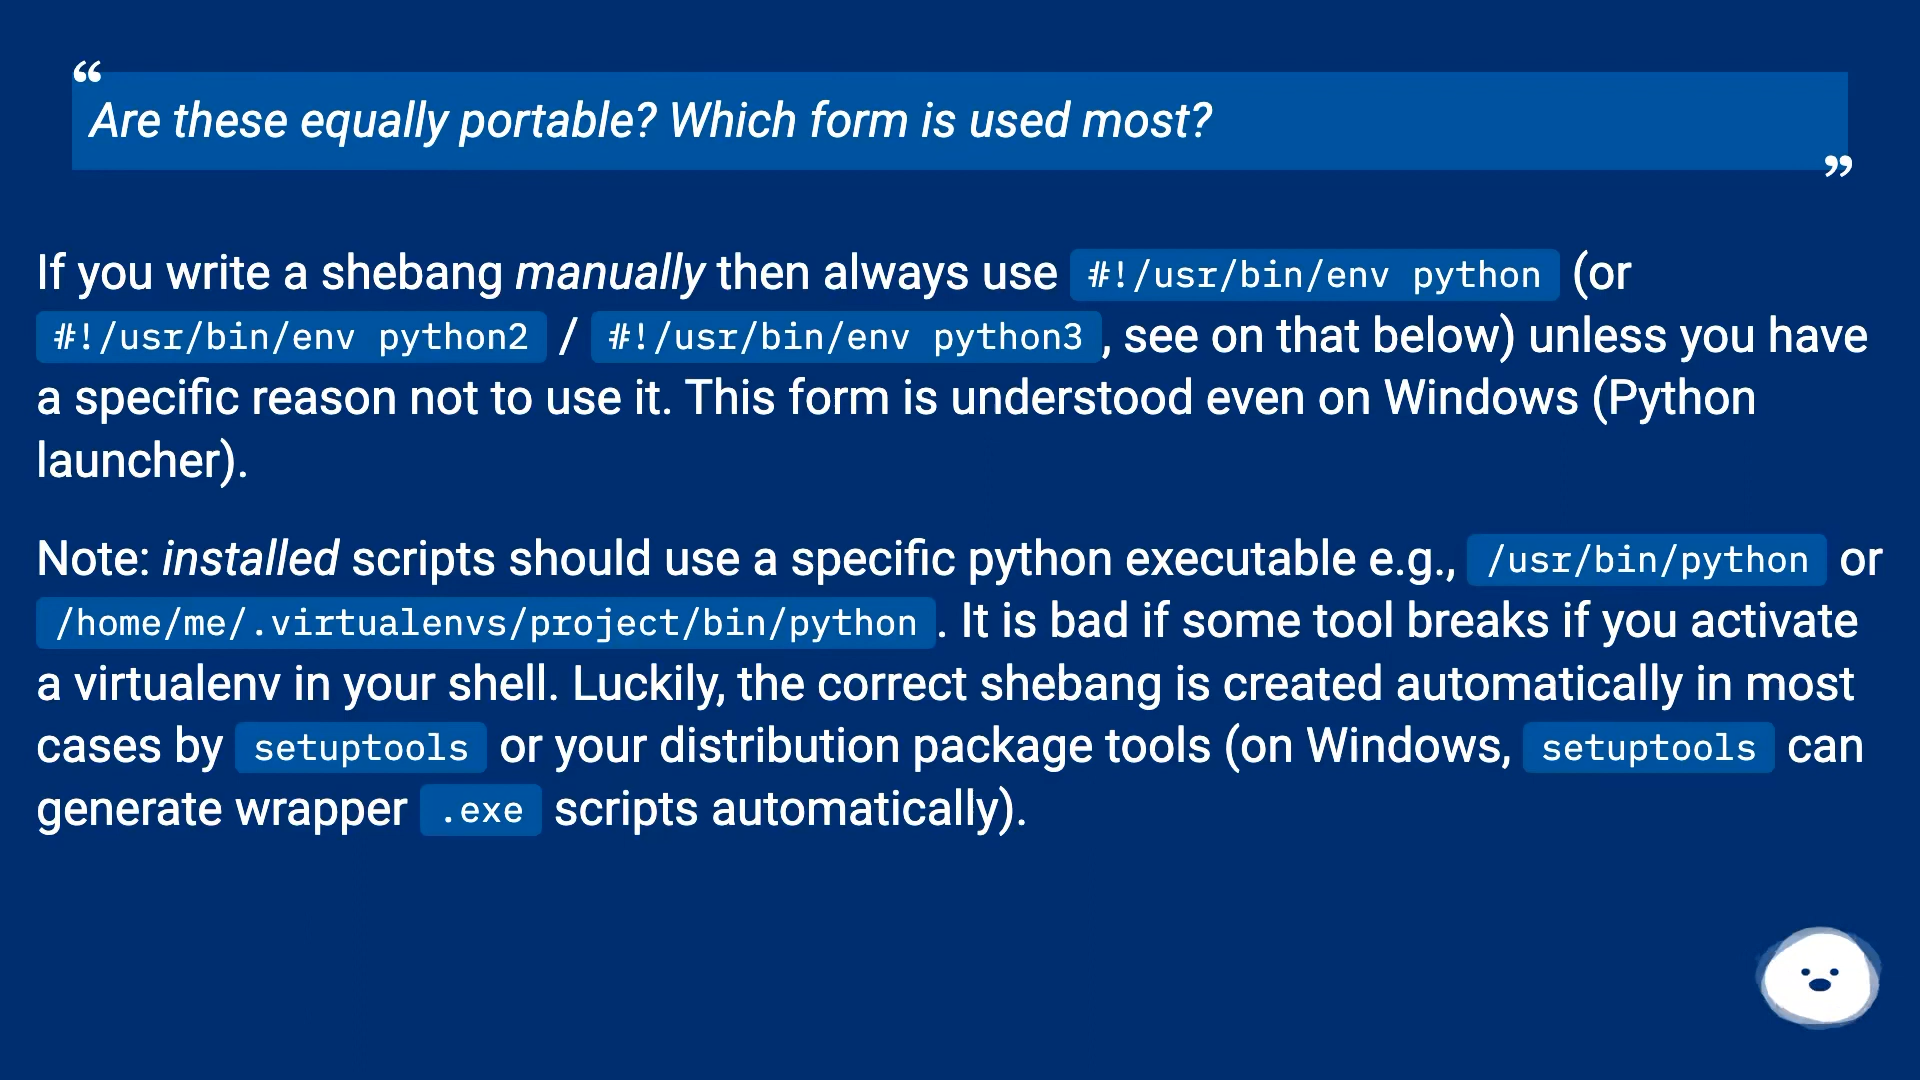 “
Are these equally portable? Which form is used most?
”
If you write a shebang manually then always use #!/usr/bin/env python (or
#!/usr/bin/env python2 / #!/usr/bin/env python3, see on that below) unless you have
a specific reason not to use it. This form is understood even on Windows (Python
launcher).
Note: installed scripts should use a specific python executable e.g., /usr/bin/python or
/home/me/.virtualenvs/project/bin/python. It is bad if some tool breaks if you activate
a virtualenv in your shell. Luckily, the correct shebang is created automatically in most
cases by setuptools or your distribution package tools (on Windows, setuptools can
generate wrapper .exe scripts automatically).